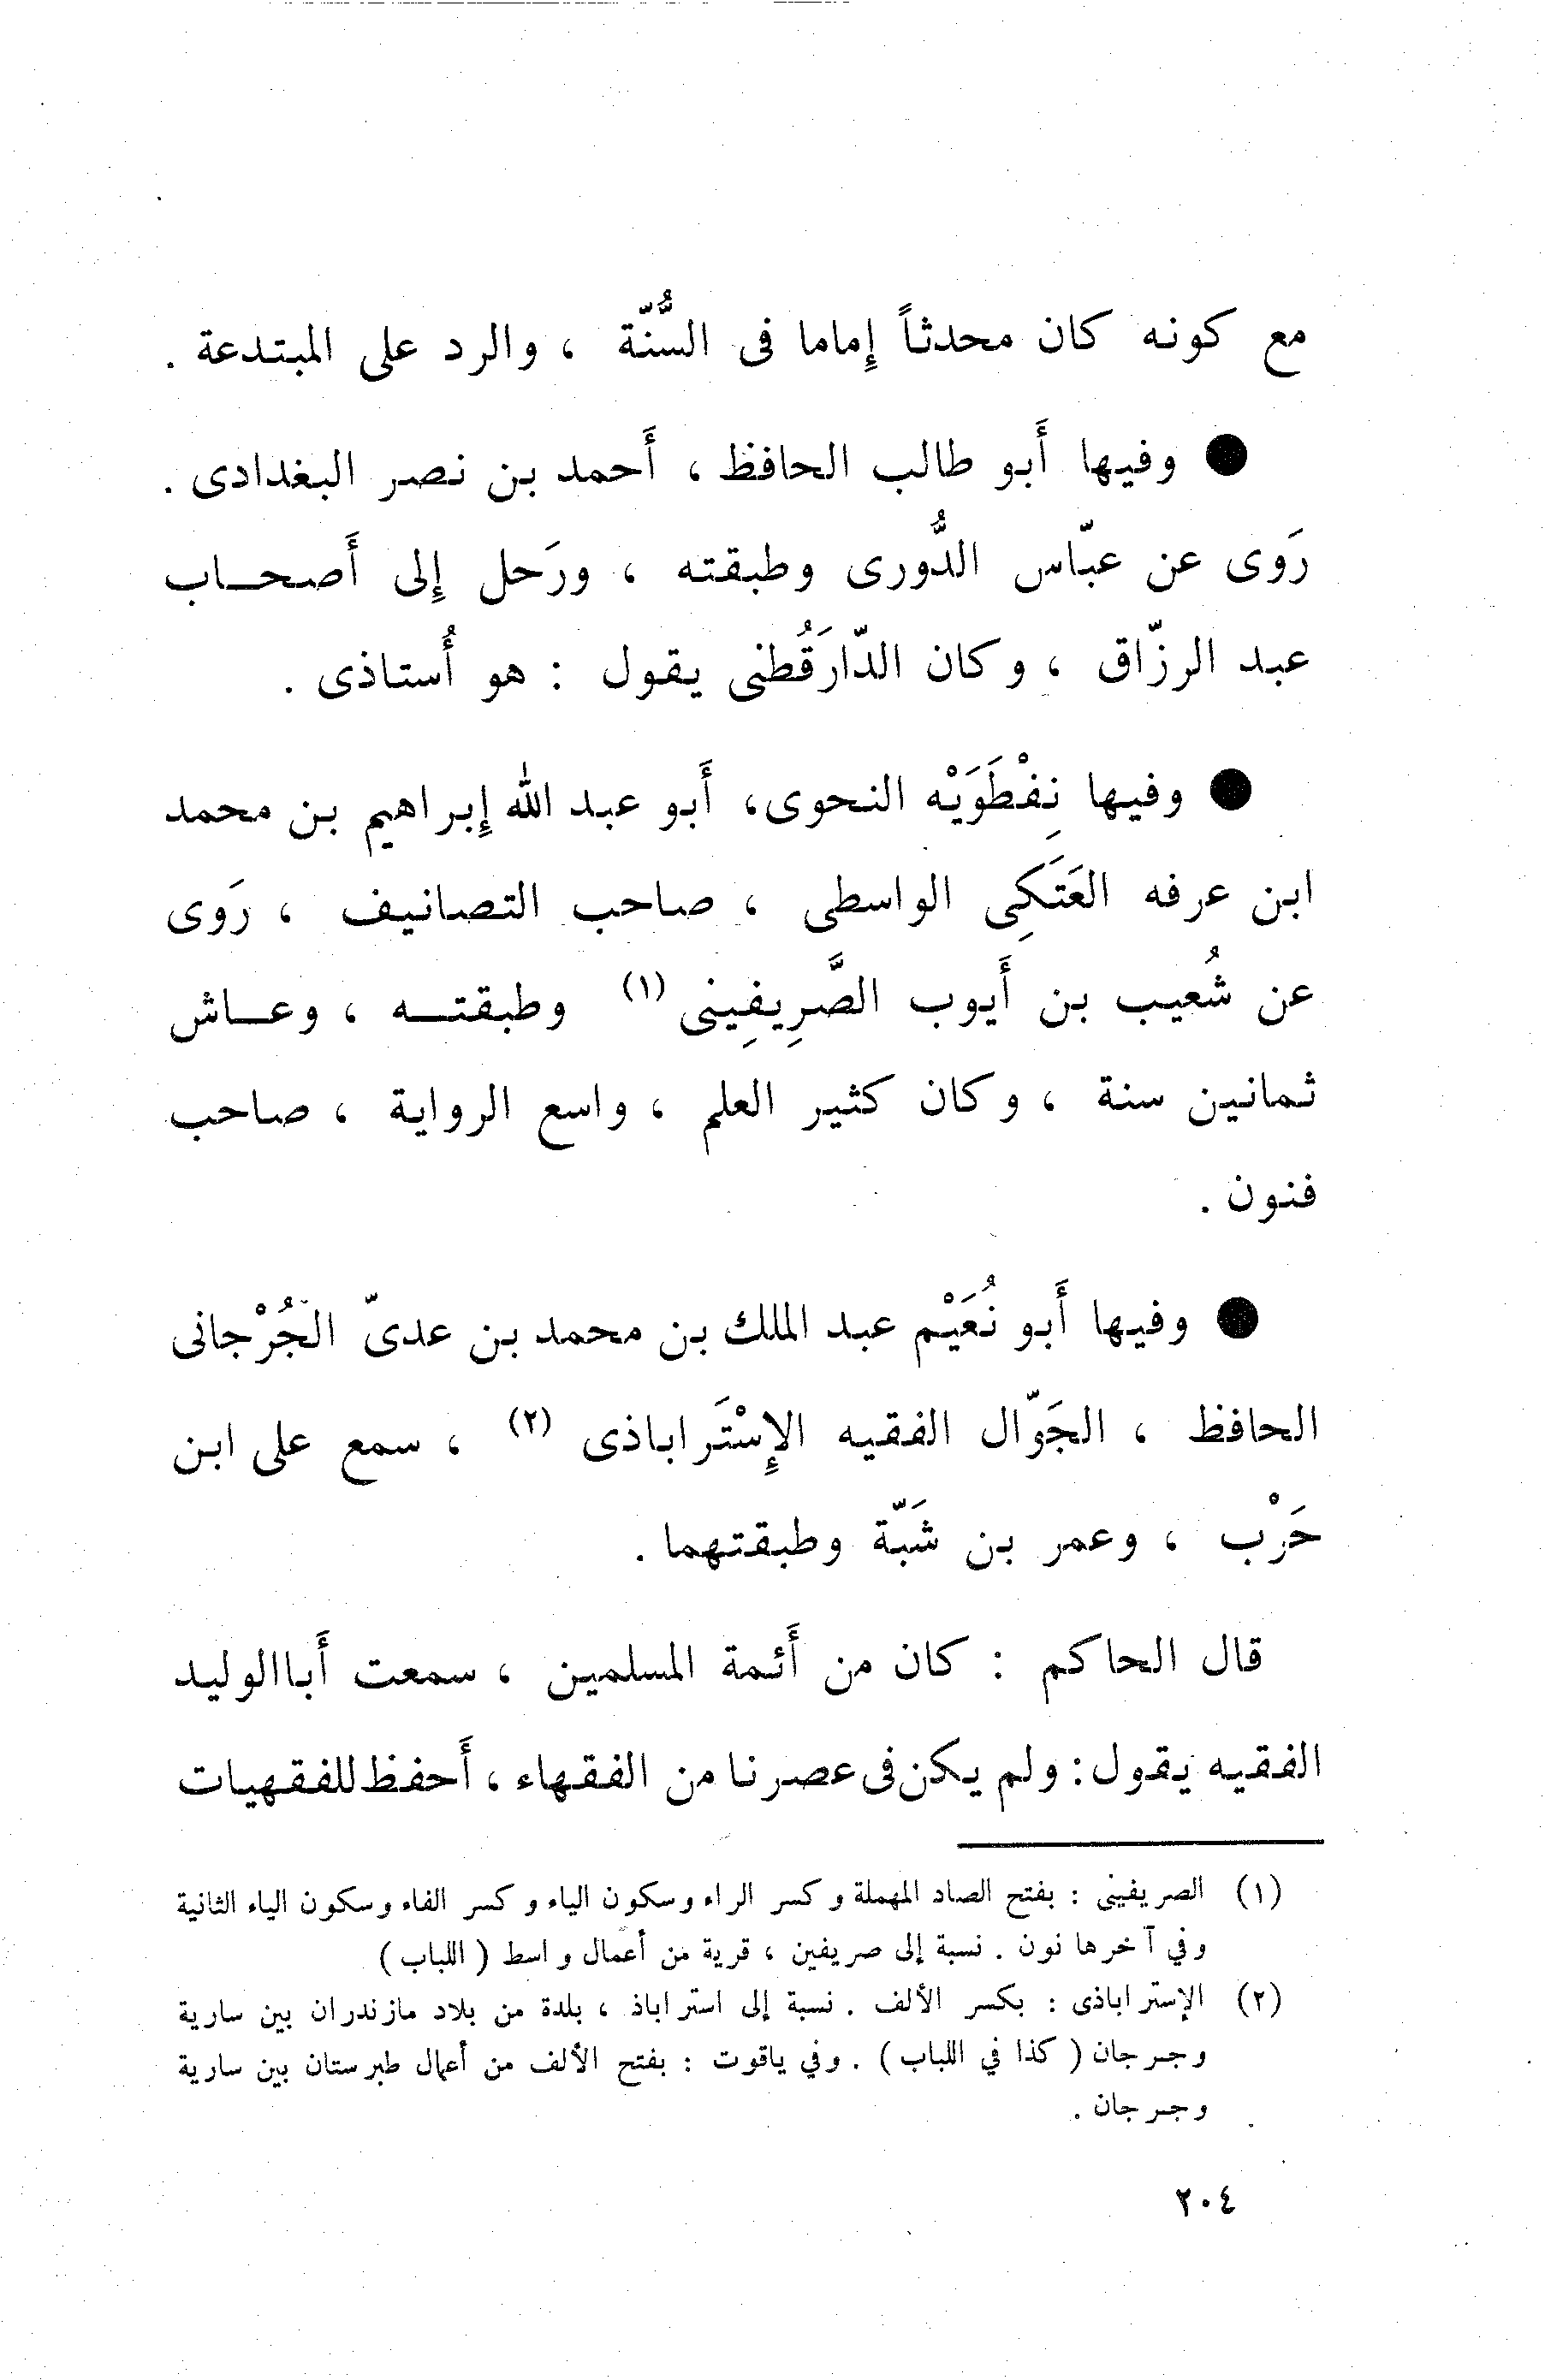 مع كونه كان محدثاً إماما فى السُّنّة ، والرد على المبتدعة .
● وفيها أَبو طالب الحافظ ، أَحمد بن نصر البغدادى .
رَوى عن عبّاس الدُّورى وطبقته ، ورَحل إلى أَصحاب
عبد الرزّاق ، وكان الدّارَقُطنى يقول : هو أُستاذى .
● وفيها نِفْطَوَيْه النحوى، أَبو عبد الله إبراهيم بن محمد
ابن عرفه العَتَكِى الواسطى ، صاحب التصانيف ، رَوى
عن شُعيب بن أَيوب الصَّرِيفِينى (١) وطبقته ، وعاش
ثمانين سنة ، وكان كثير العلم ، واسع الرواية ، صاحب
فنون .
● وفيها أَبو نُعَيْم عبد الملك بن محمد بن عدىّ الجُرْجانى
الحافظ ، الجَوّال الفقيه الإِسْتَراباذى (٢) ، سمع على ابن
حَرْب ، وعمر بن شَبّة وطبقتهما .
قال الحاكم : كان من أَئمة المسلمين ، سمعت أَباالوليد
الفقيه يقول: ولم يكن فى عصرنا من الفقهاء، أَحفظ للفقهيات
(١) الصريفينى : بفتح الصاد المهملة وكسر الراء وسكون الياء وكسر الفاء وسكون الياء الثانية
وفي آخرها نون . نسبة إلى صريفين ، قرية من أعمال واسط ( اللباب )
(٢) الإستراباذى : بكسر الألف . نسبة إلى استراباذ ، بلدة من بلاد مازندران بين سارية
وجرجان ( كذا في اللباب ) . وفي ياقوت : بفتح الألف من أعمال طبرستان بين سارية
وجرجان .
٢٠٤